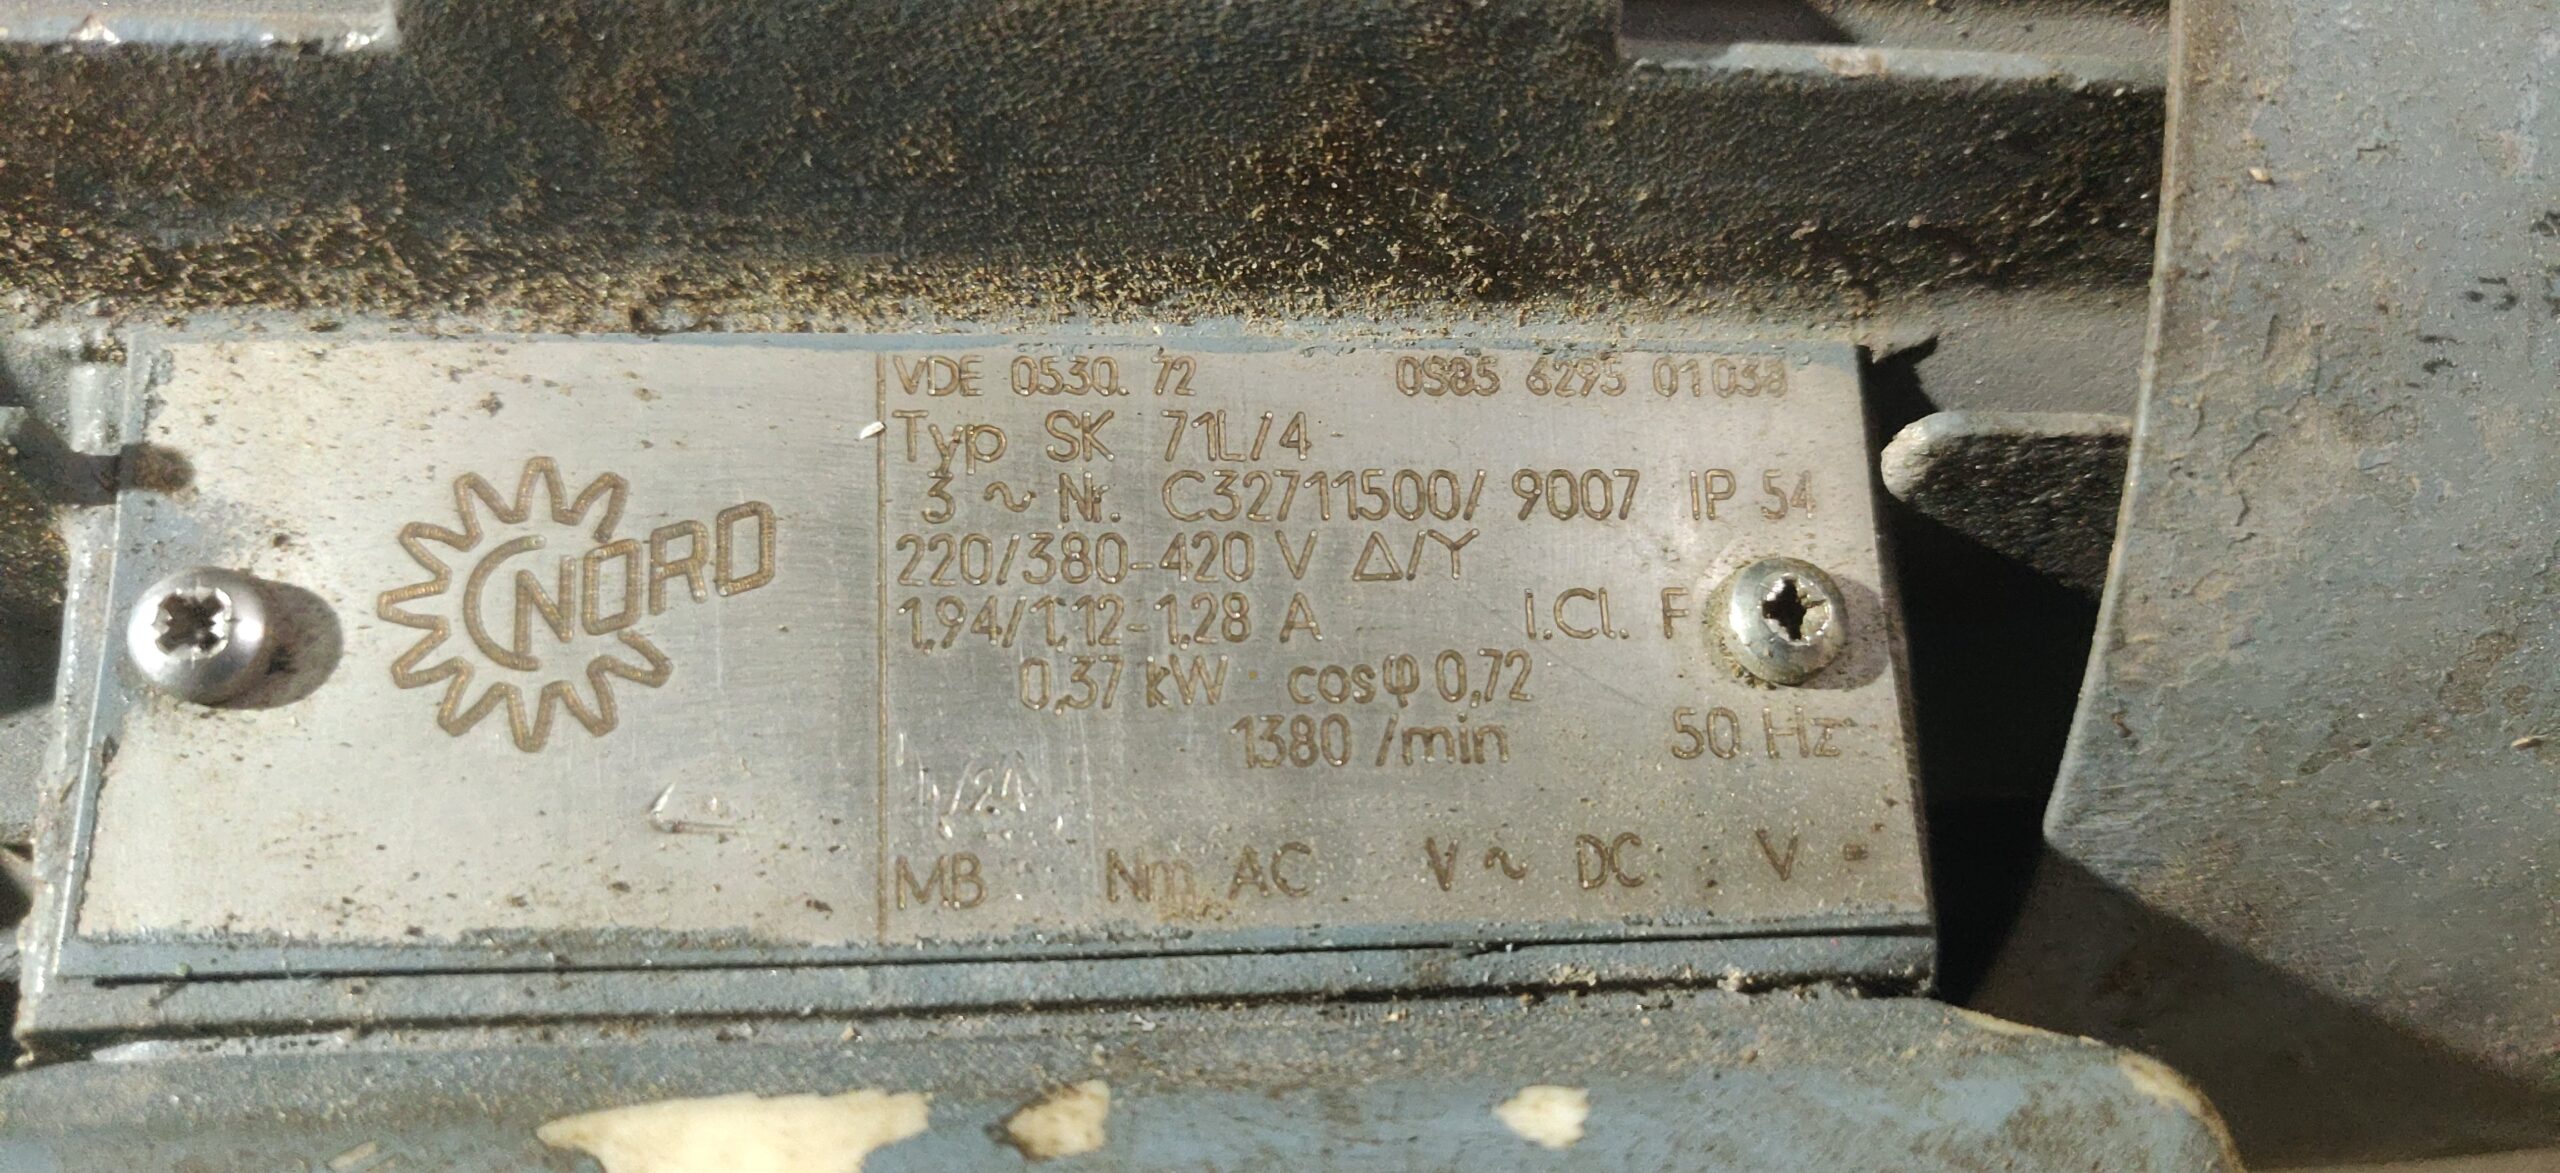 NORD
VDE 0530. 72 0S85 6295 01038
Typ SK 71L/4
3 ~ Nr. C32711500/ 9007 IP 54
220/380-420 V Δ/Y
1,94/1,12-1,28 A I.Cl. F
0,37 kW cosφ 0,72
1380 /min 50 Hz
MB Nm AC V ~ DC V =